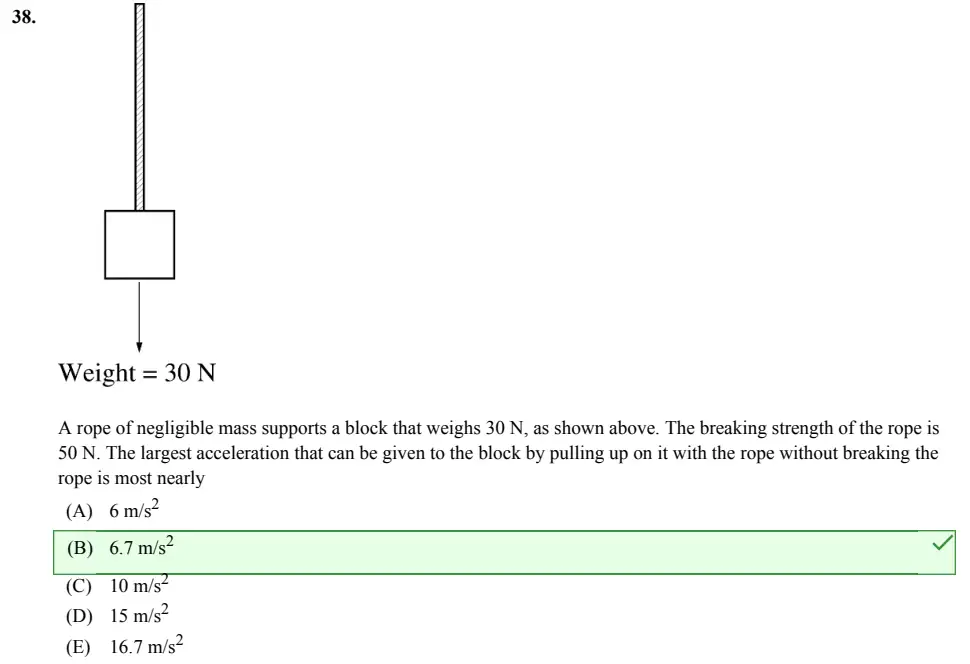 38.
Weight = 30 N
A rope of negligible mass supports a block that weighs 30 N, as shown above. The breaking strength of the rope is
50 N. The largest acceleration that can be given to the block by pulling up on it with the rope without breaking the
rope is most nearly
(A) 6 m/s²
(B) 6.7 m/s²
(C) 10 m/s²
(D) 15 m/s²
(E) 16.7 m/s²